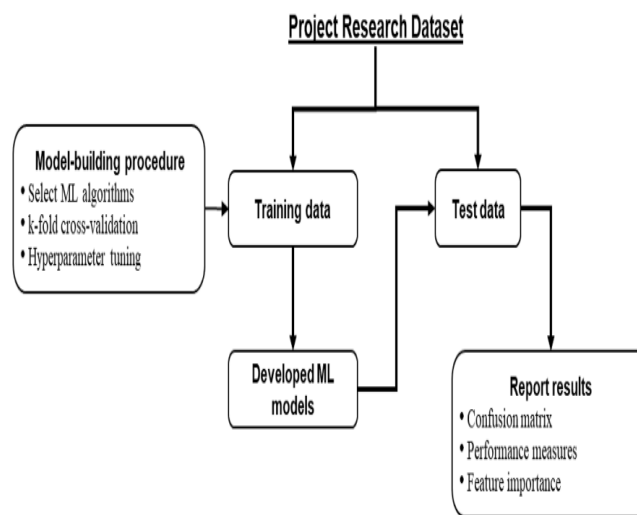 Project Research Dataset
Model-building procedure
• Select ML algorithms
• k-fold cross-validation
• Hyperparameter tuning
Training data
Test data
Developed ML
models
Report results
• Confusion matrix
• Performance measures
• Feature importance